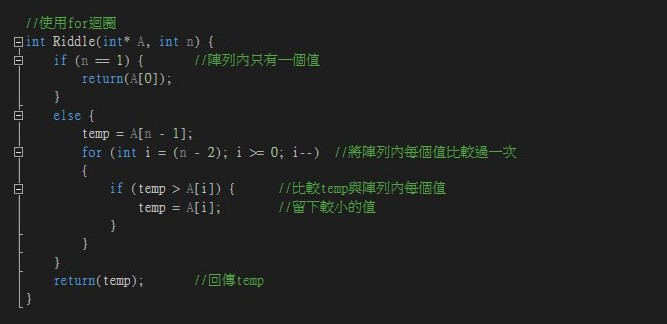 //使用for迴圈
int Riddle(int* A, int n) {
if (n == 1) { //陣列內只有一個值
return(A[0]);
}
else {
temp = A[n - 1];
for (int i = (n - 2); i >= 0; i--) //將陣列內每個值比較過一次
{
if (temp > A[i]) { //比較temp與陣列內每個值
temp = A[i]; //留下較小的值
}
}
}
return(temp); //回傳temp
}